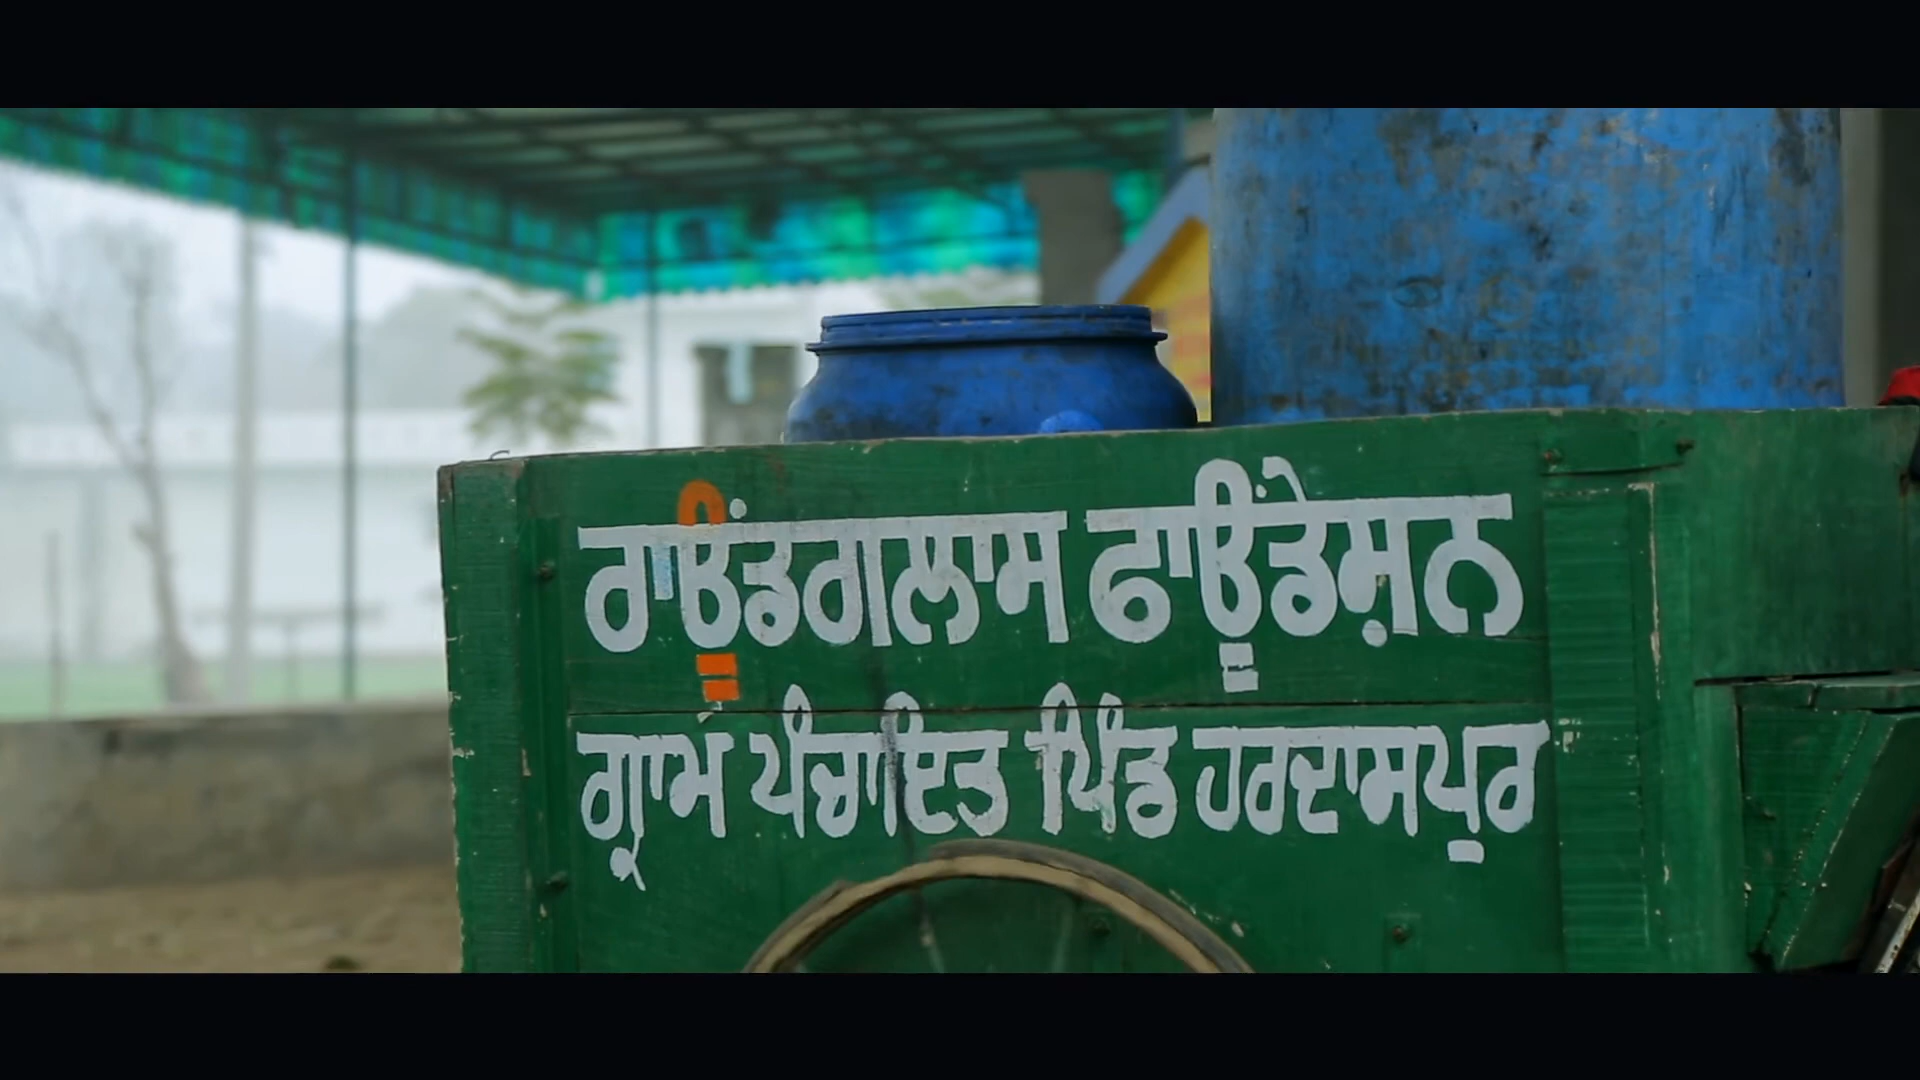 ਰਾਊਂਡਗਲਾਸ ਫਾਊਂਡੇਸ਼ਨ
ਗ੍ਰਾਮ ਪੰਚਾਇਤ ਪਿੰਡ ਹਰਦਾਸਪੁਰ